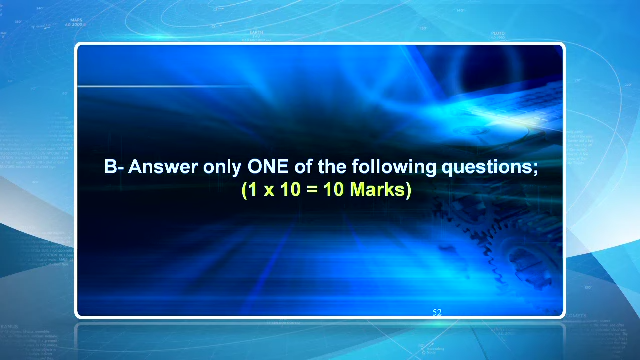 B- Answer only ONE of the following questions;
(1 x 10 = 10 Marks)
52